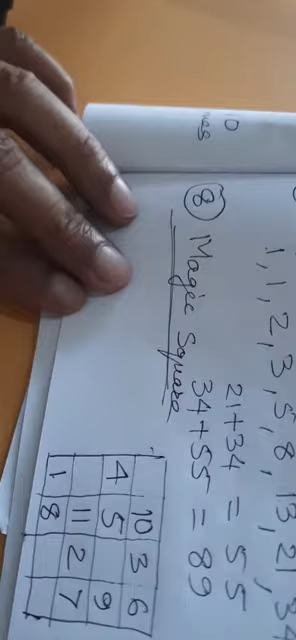 1, 1, 2, 3, 5, 8, 13, 21, 34
21+34 = 55
34+55 = 89
8 Magic Square
10 3 6
4 5 9
11 2 7
1 8